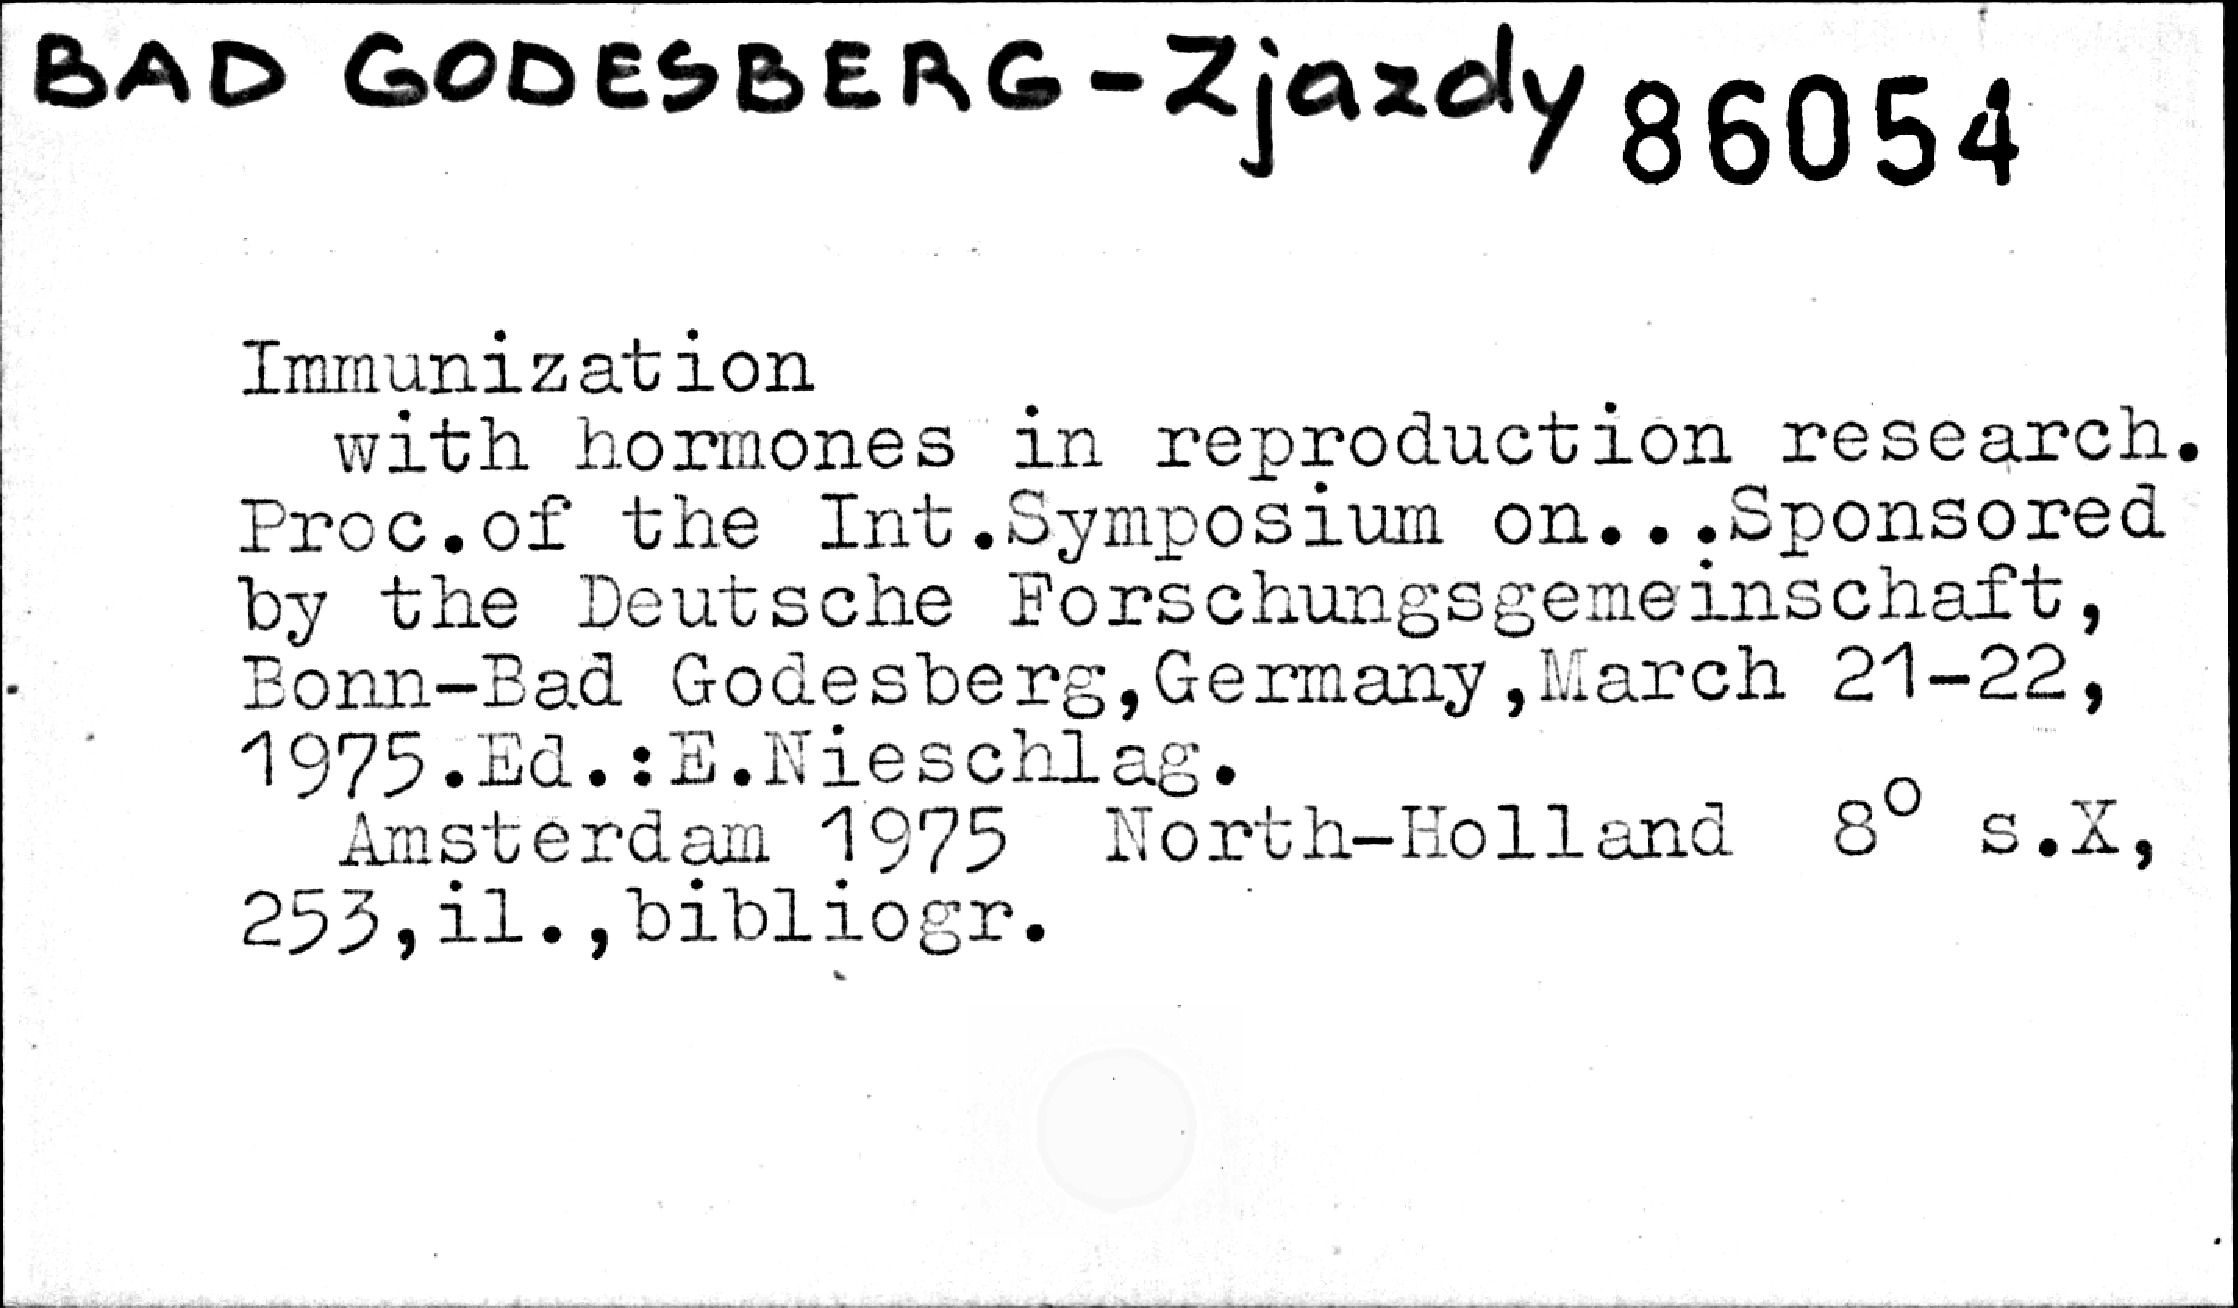 BAD GODESBERG-Zjazdy 86054
Immunization
with hormones in reproduction research.
Proc.of the Int.Symposium on...Sponsored
by the Deutsche Forschungsgemeinschaft,
Bonn-Bad Godesberg,Germany,March 21-22,
1975.Ed.:E.Nieschlag.
Amsterdam 1975 North-Holland 8° s.X,
253,il.,bibliogr.